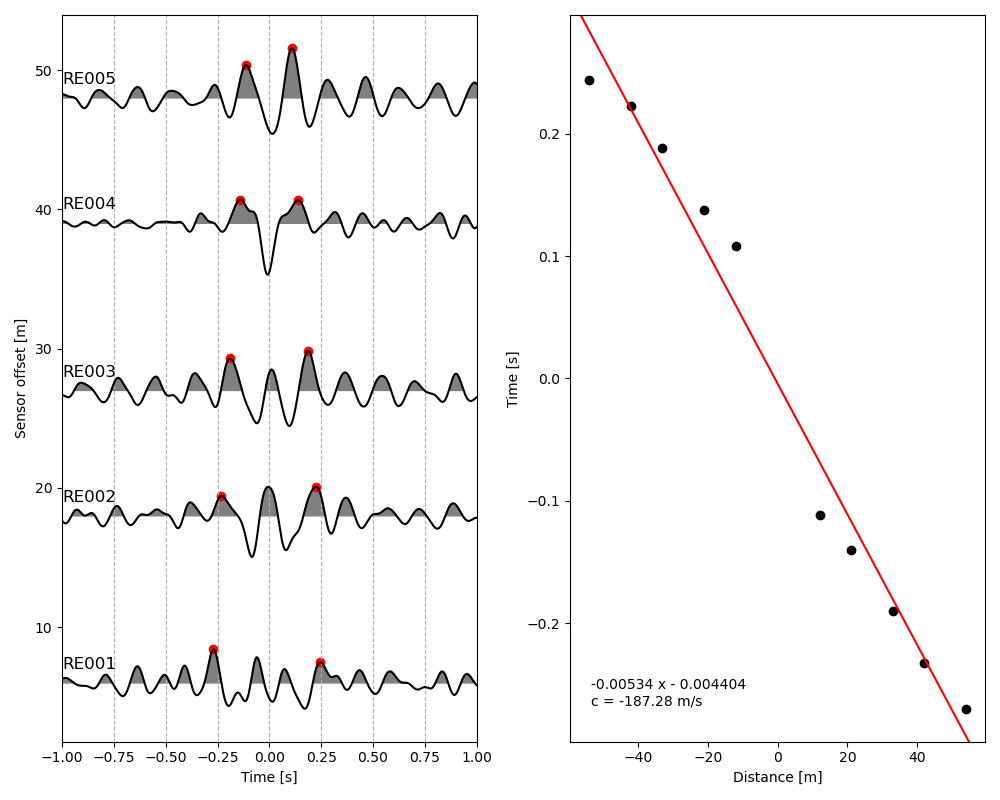 50
40
30
20
10
Sensor offset [m]
RE005
RE004
RE003
RE002
RE001
−1.00 −0.75 −0.50 −0.25 0.00 0.25 0.50 0.75 1.00
Time [s]
0.2
0.1
0.0
−0.1
−0.2
Time [s]
-0.00534 x - 0.004404
c = -187.28 m/s
−40 −20 0 20 40
Distance [m]